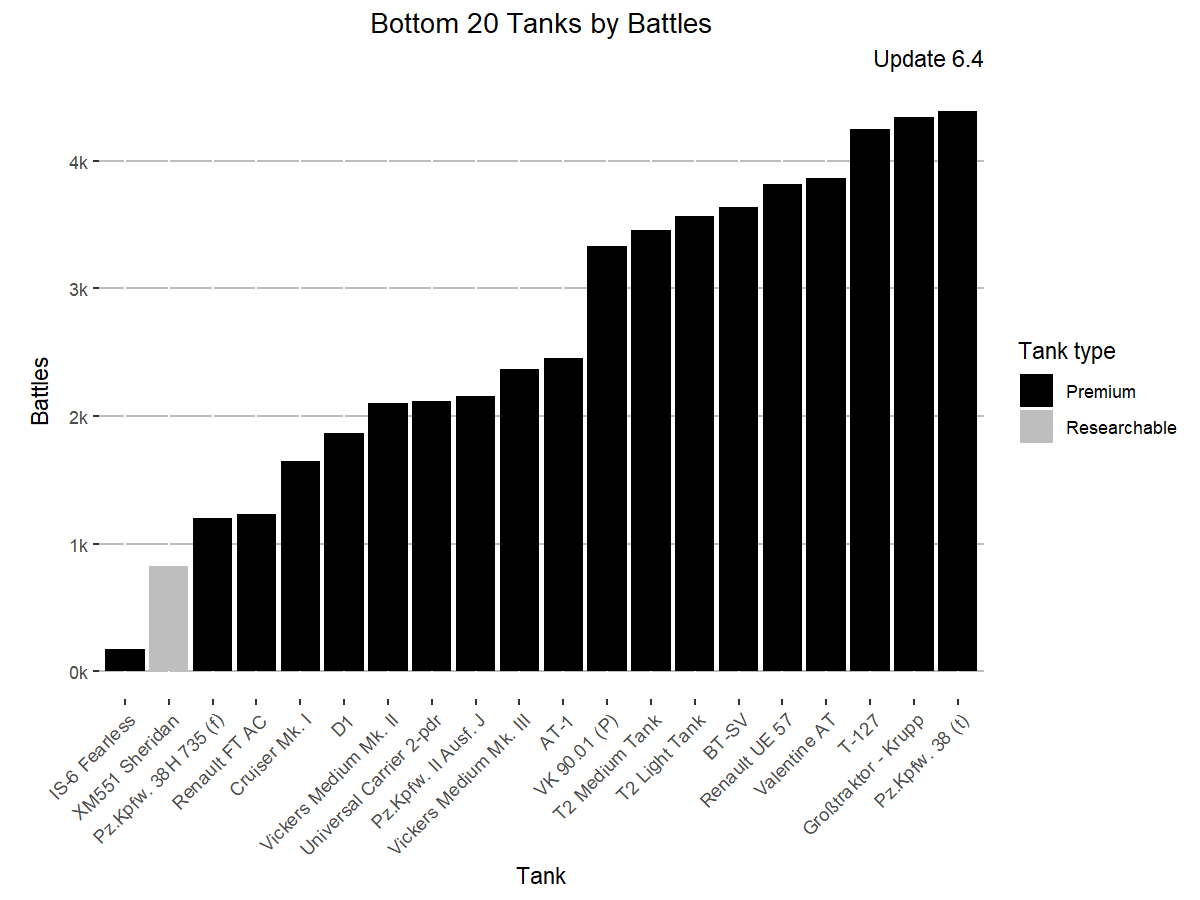 Bottom 20 Tanks by Battles
Update 6.4
4k
3k
2k
1k
0k
Battles
IS-6 Fearless
XM551 Sheridan
Pz.Kpfw. 38H 735 (f)
Renault FT AC
Cruiser Mk. I
D1
Vickers Medium Mk. II
Universal Carrier 2-pdr
Pz.Kpfw. II Ausf. J
Vickers Medium Mk. III
AT-1
VK 90.01 (P)
T2 Medium Tank
T2 Light Tank
BT-SV
Renault UE 57
Valentine AT
T-127
Großtraktor - Krupp
Pz.Kpfw. 38 (t)
Tank
Tank type
Premium
Researchable